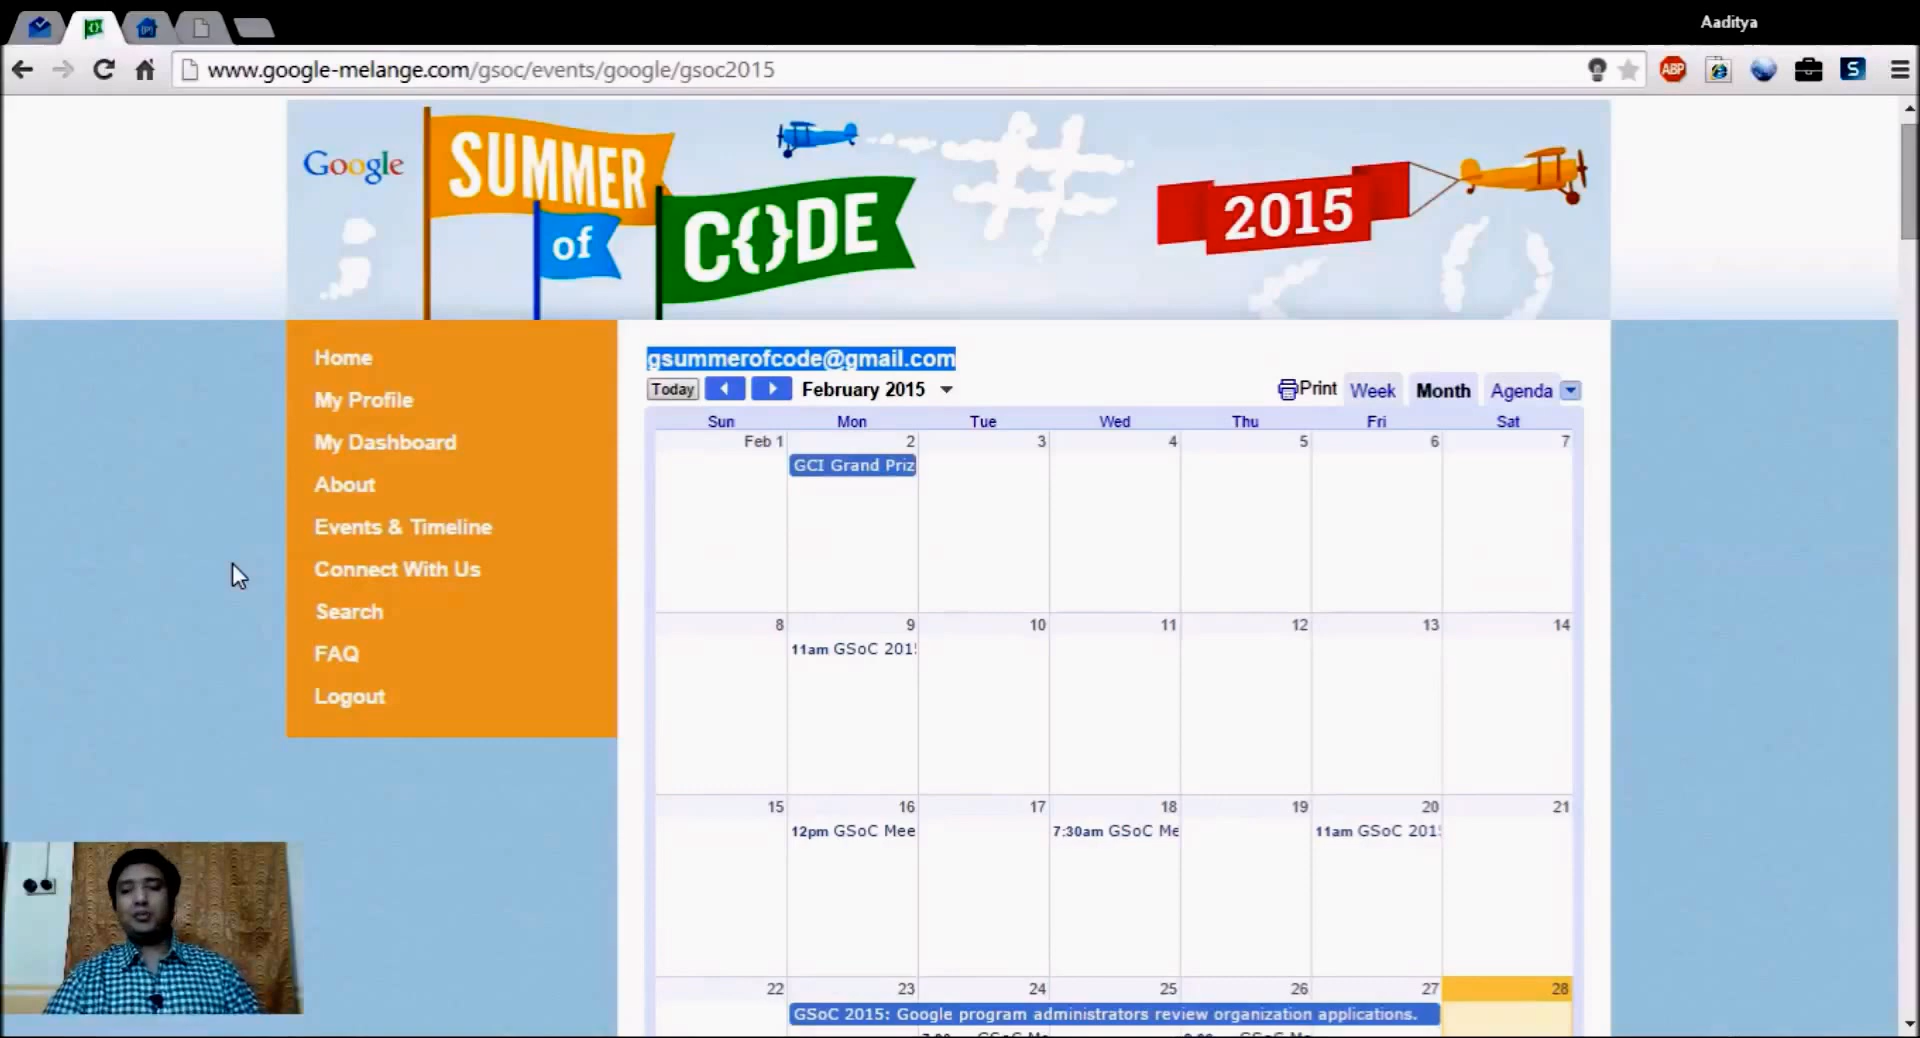 Aaditya
www.google-melange.com/gsoc/events/google/gsoc2015
ABP
S
Google
SUMMER
of
C{}DE
2015
Home
My Profile
My Dashboard
About
Events & Timeline
Connect With Us
Search
FAQ
Logout
gsummerofcode@gmail.com
Today February 2015 Print Week Month Agenda
Sun Mon Tue Wed Thu Fri Sat
Feb 1 2 3 4 5 6 7
GCI Grand Priz
8 9 10 11 12 13 14
11am GSoC 201
15 16 17 18 19 20 21
12pm GSoC Mee 7:30am GSoC Me 11am GSoC 201
22 23 24 25 26 27 28
GSoC 2015: Google program administrators review organization applications.